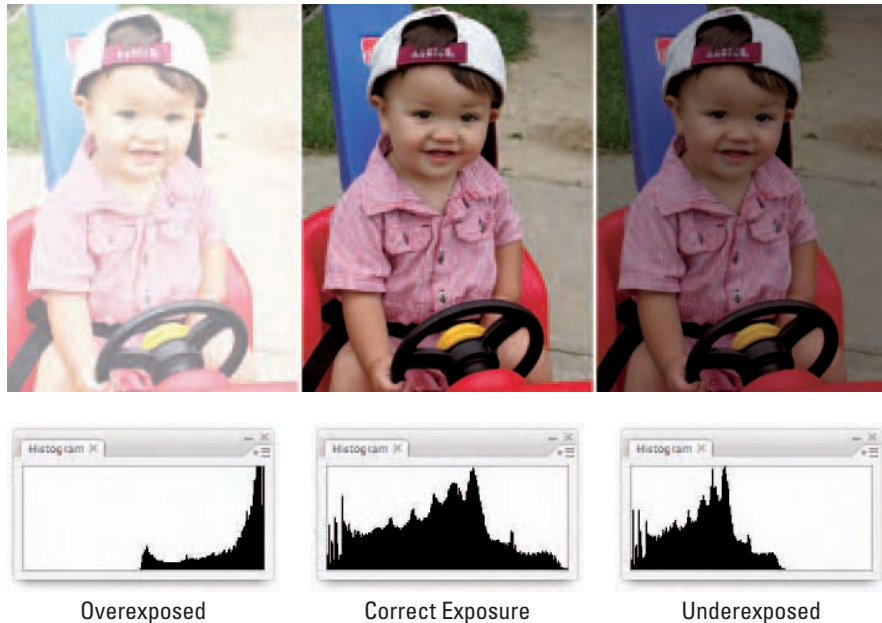 Histogram
Histogram
Histogram
Overexposed
Correct Exposure
Underexposed